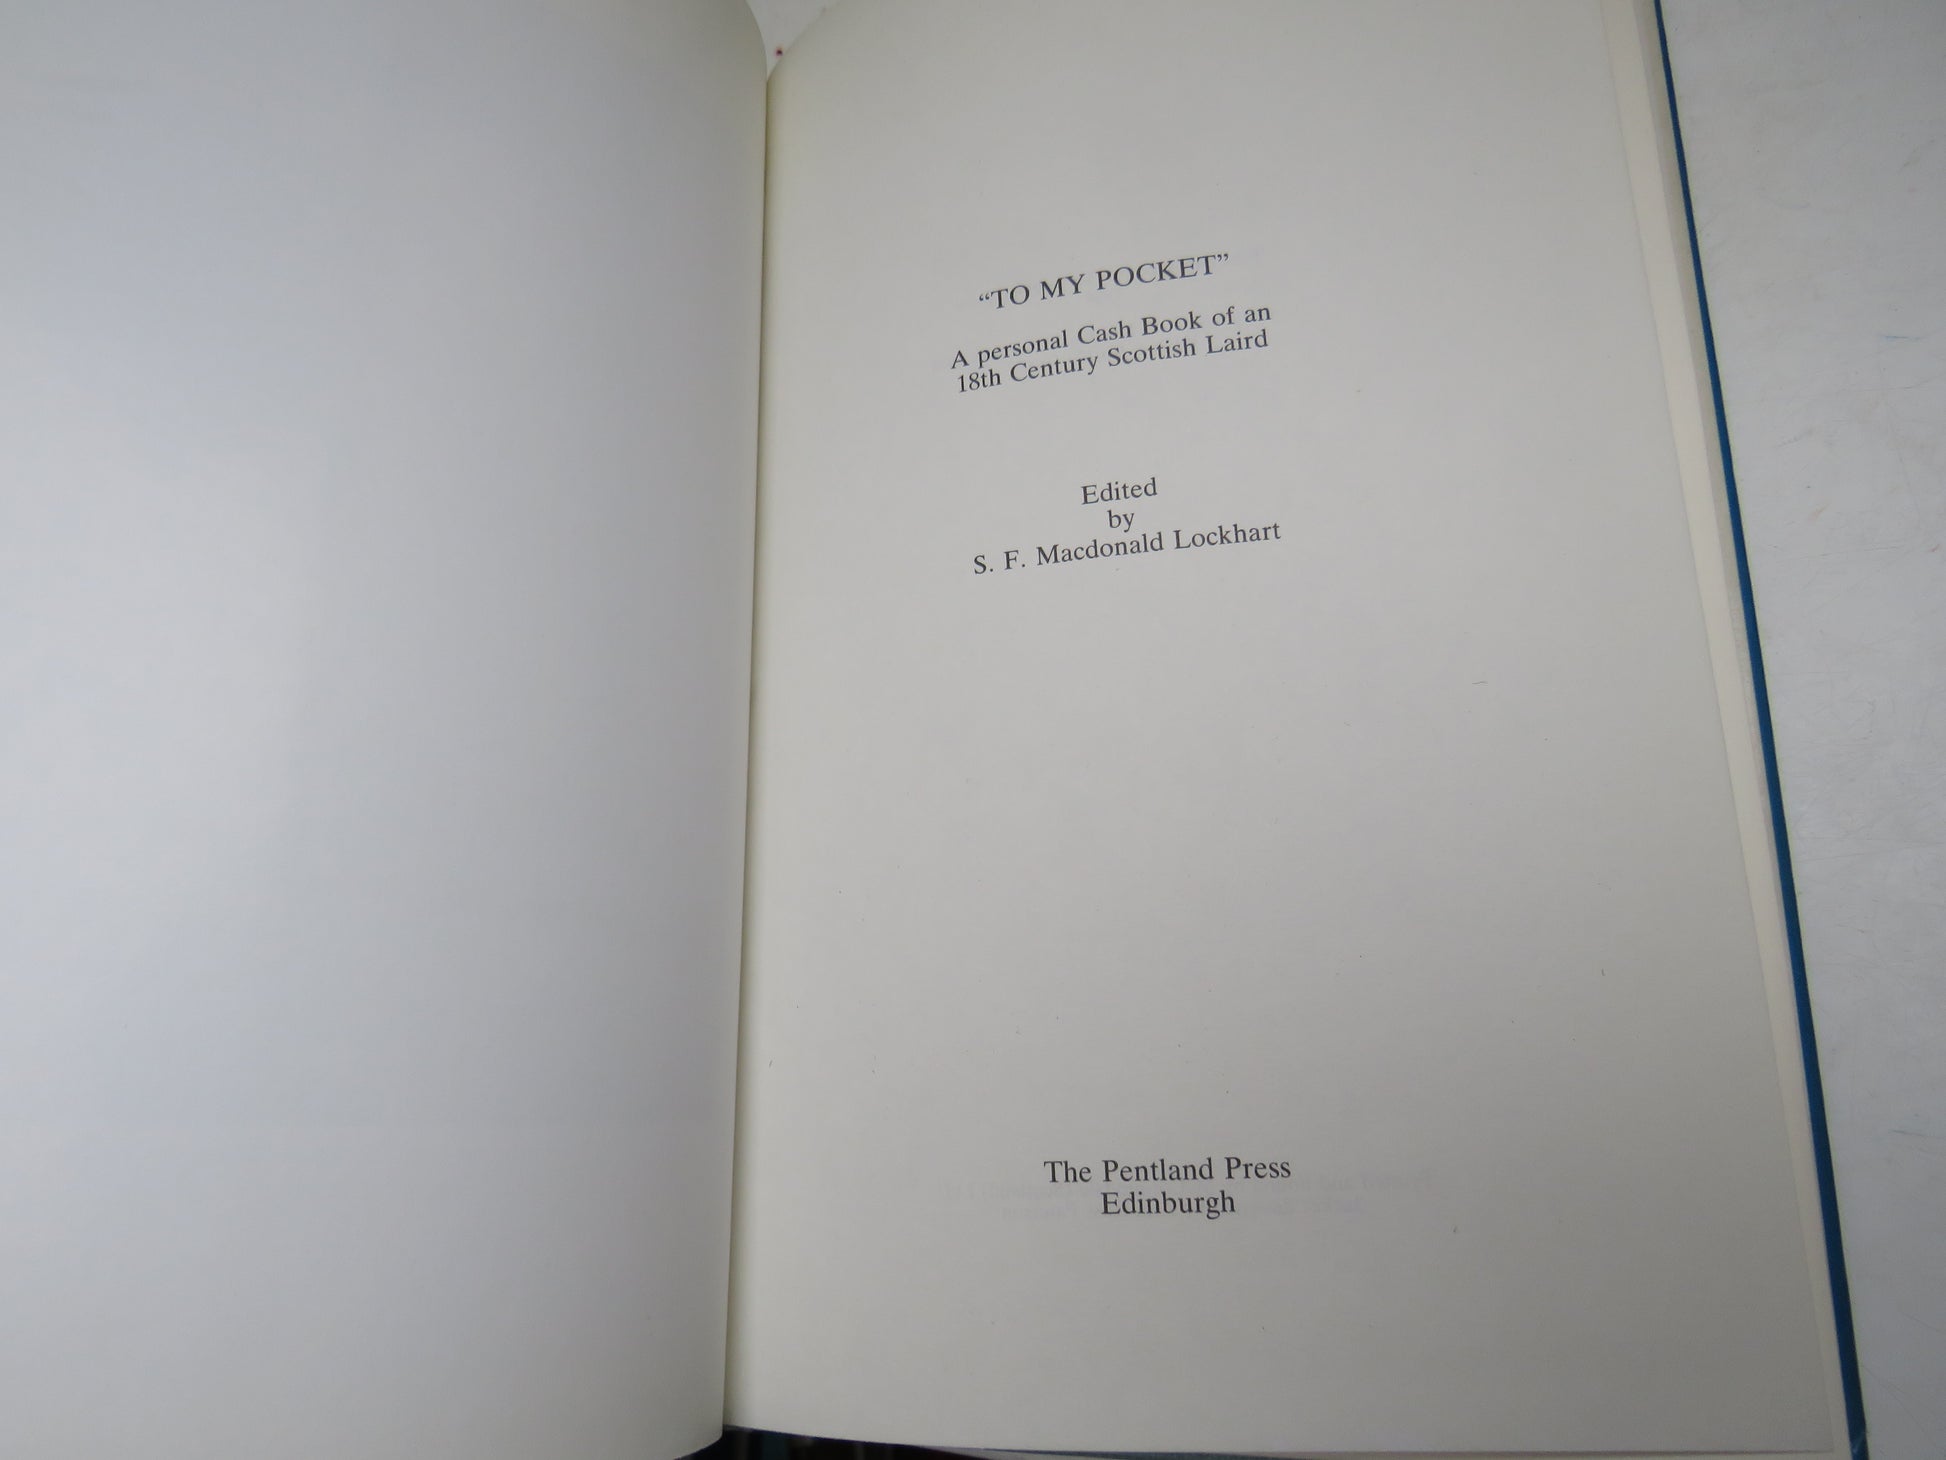 “TO MY POCKET”
A personal Cash Book of an
18th Century Scottish Laird
Edited
by
S. F. Macdonald Lockhart
The Pentland Press
Edinburgh